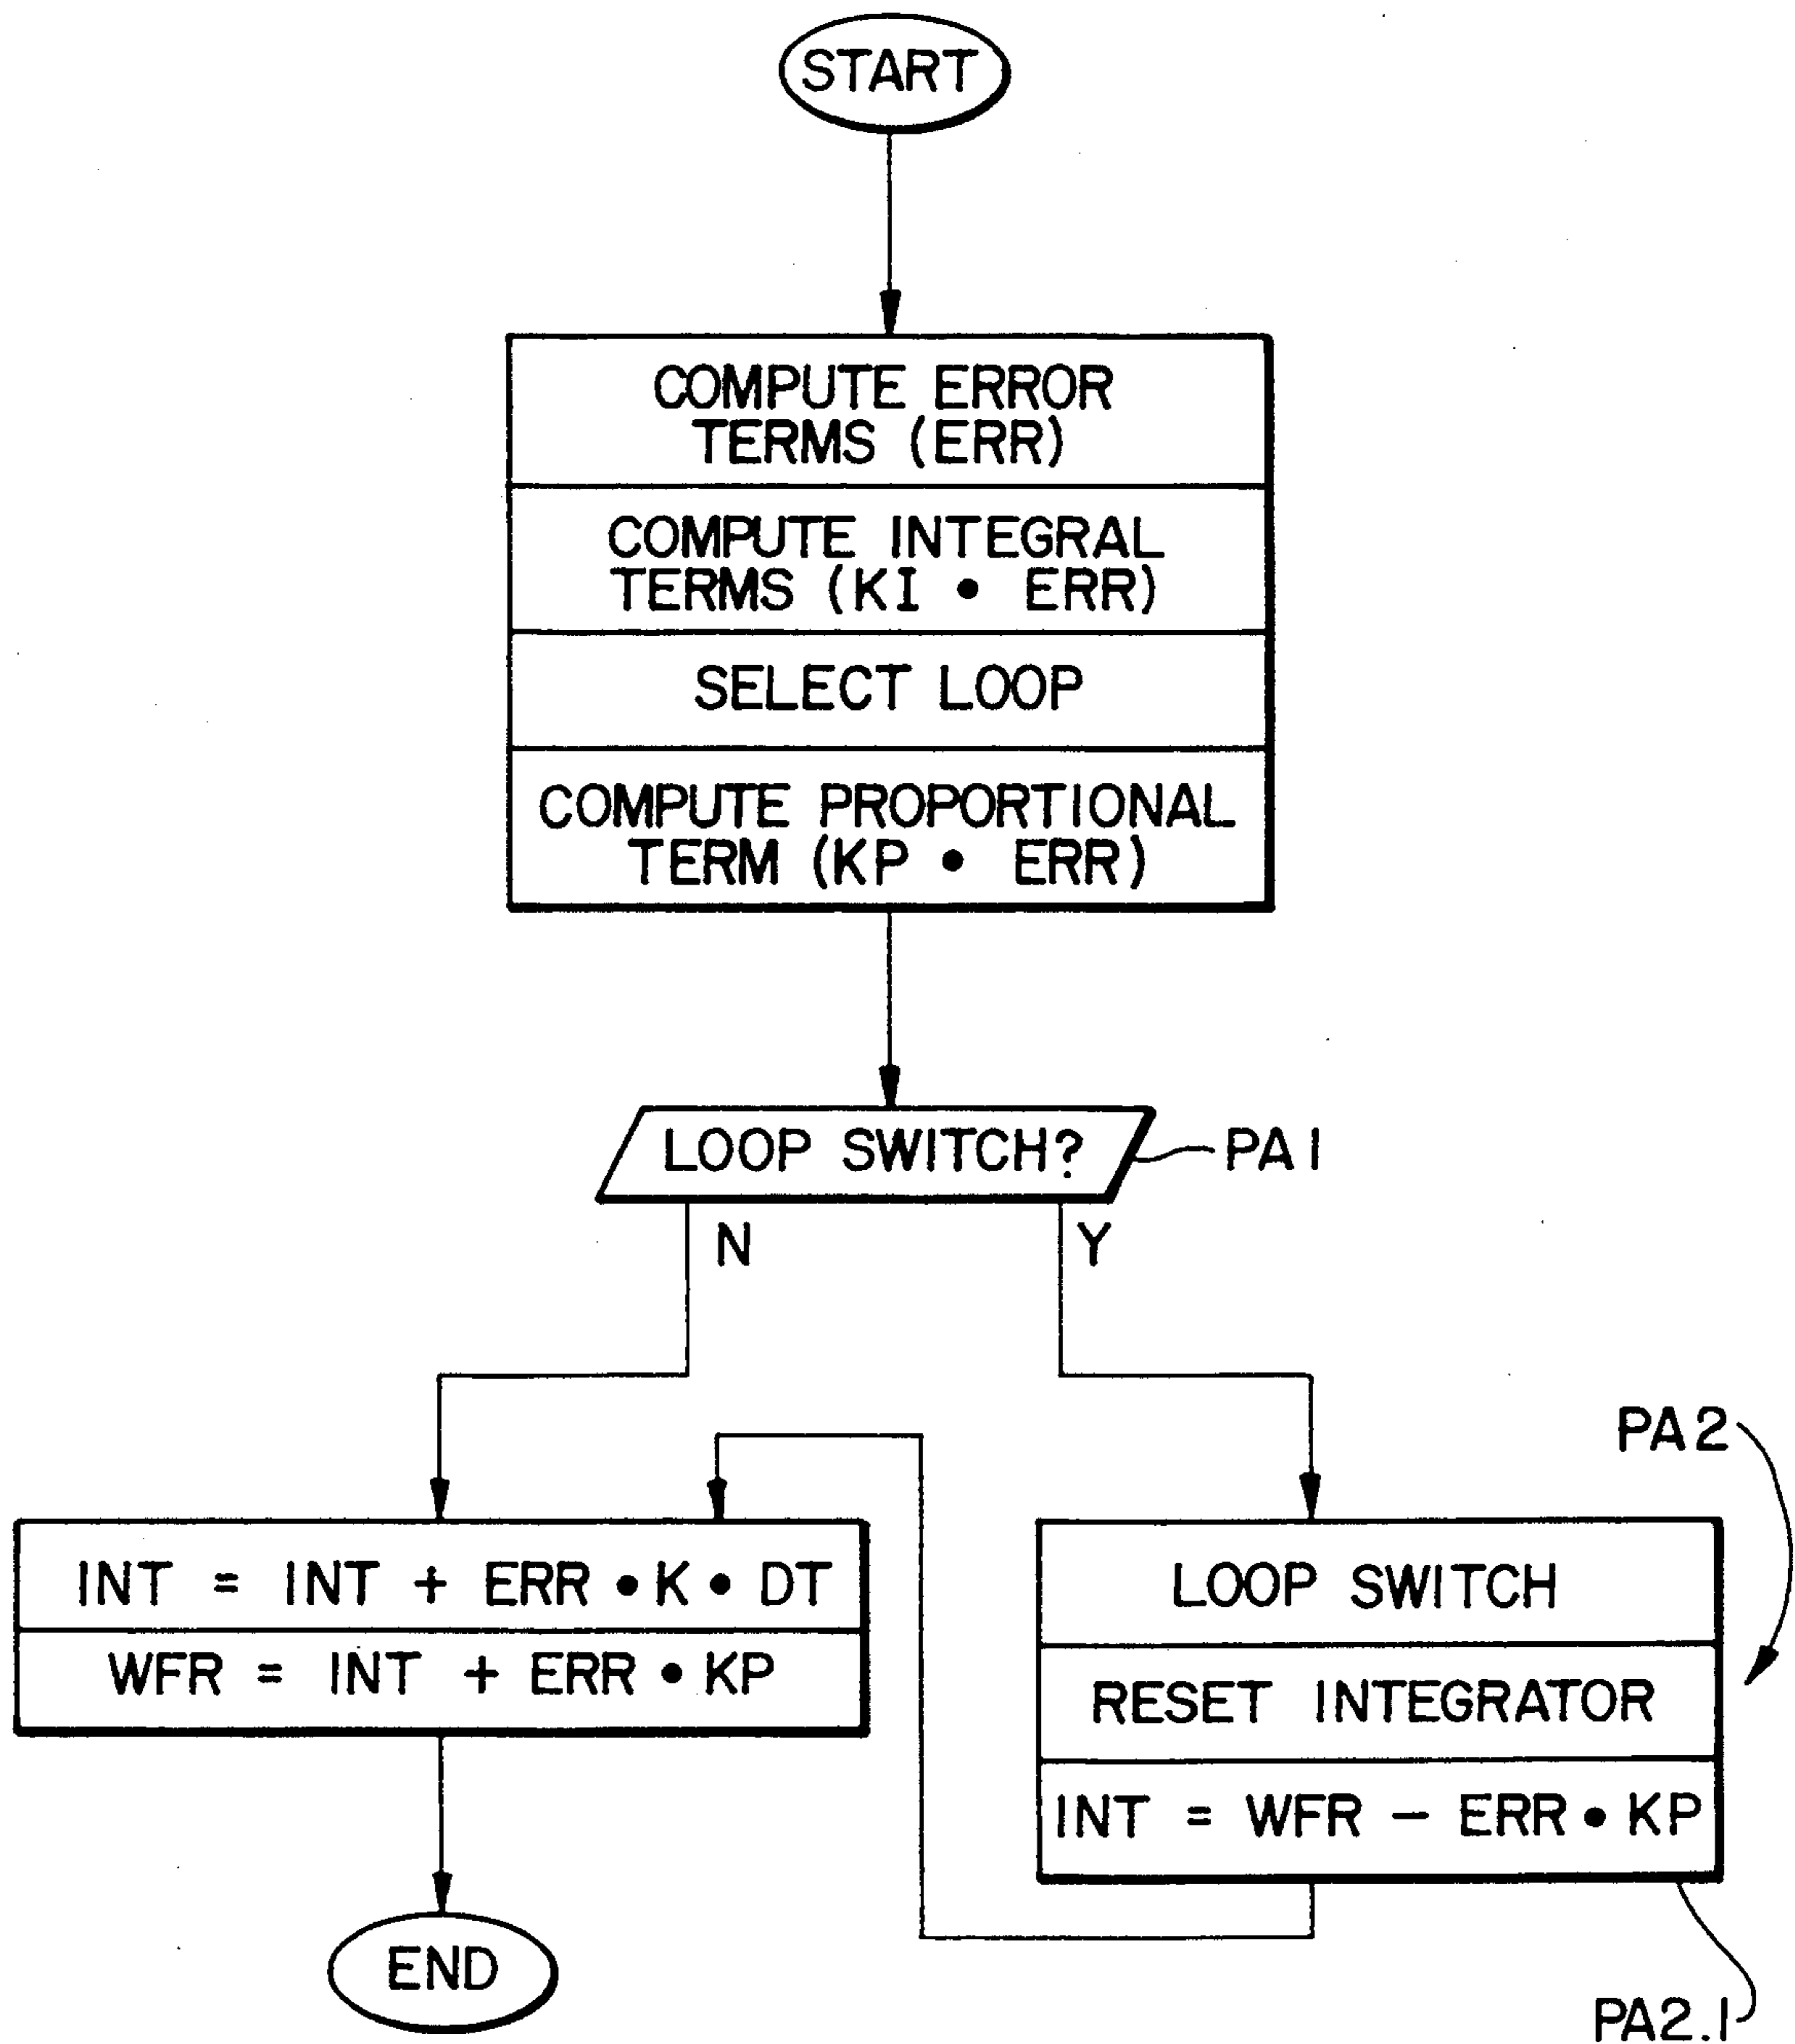 START
COMPUTE ERROR
TERMS (ERR)
COMPUTE INTEGRAL
TERMS (KI • ERR)
SELECT LOOP
COMPUTE PROPORTIONAL
TERM (KP • ERR)
LOOP SWITCH?
PA1
N
Y
PA2
INT = INT + ERR • K • DT
WFR = INT + ERR • KP
LOOP SWITCH
RESET INTEGRATOR
INT = WFR − ERR • KP
END
PA2.1